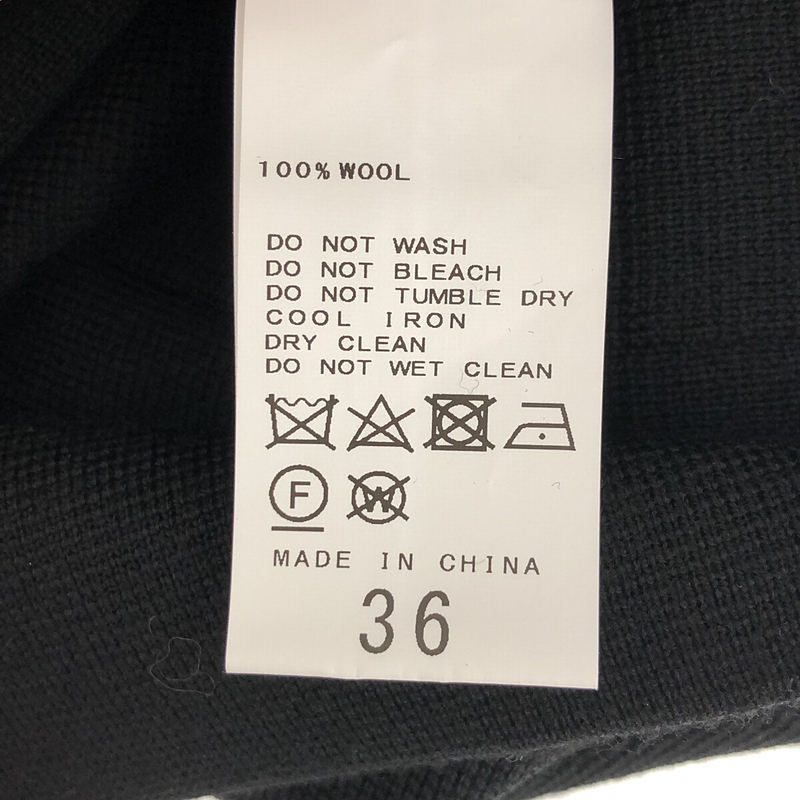 100% WOOL
DO NOT WASH
DO NOT BLEACH
DO NOT TUMBLE DRY
COOL IRON
DRY CLEAN
DO NOT WET CLEAN
F W
MADE IN CHINA
36